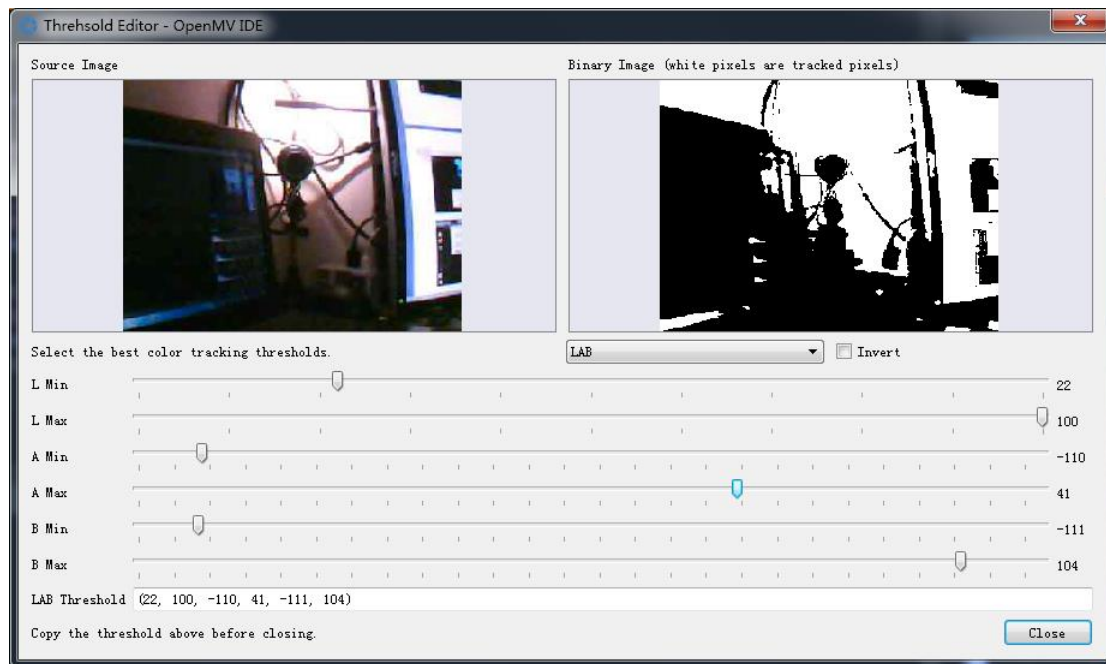 Threhsold Editor - OpenMV IDE
Source Image
Binary Image (white pixels are tracked pixels)
Select the best color tracking thresholds.
LAB
Invert
L Min 22
L Max 100
A Min -110
A Max 41
B Min -111
B Max 104
LAB Threshold (22, 100, -110, 41, -111, 104)
Copy the threshold above before closing.
Close